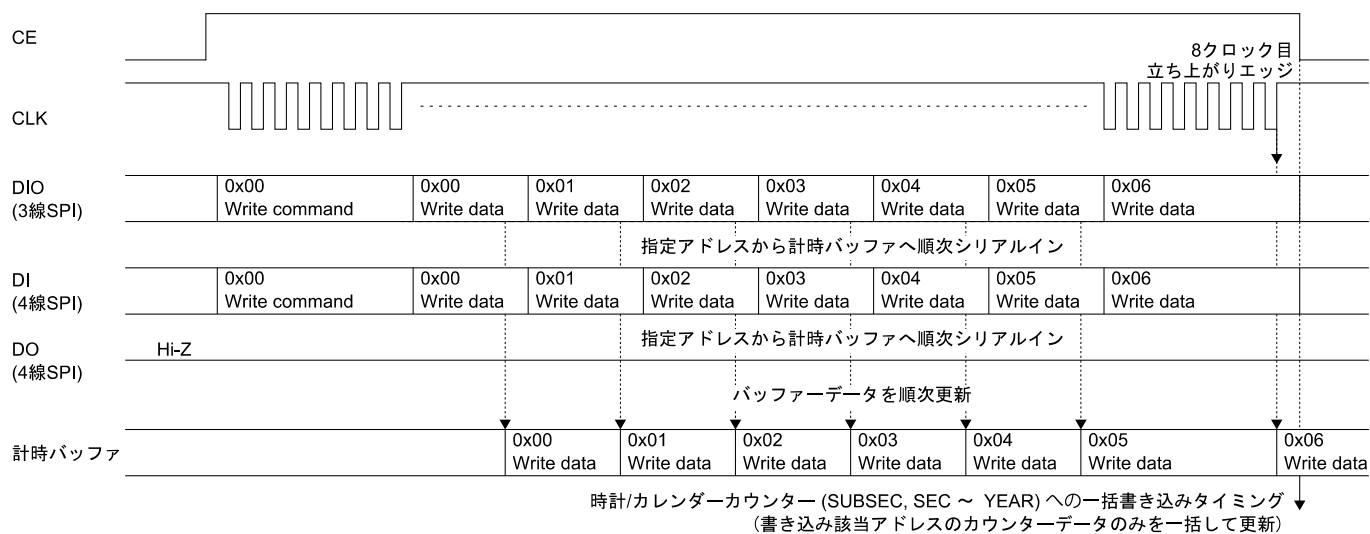 CE
8クロック目
立ち上がりエッジ
CLK
DIO
(3線SPI)
0x00 0x00 0x01 0x02 0x03 0x04 0x05 0x06
Write command Write data Write data Write data Write data Write data Write data Write data
指定アドレスから計時バッファへ順次シリアルイン
DI
(4線SPI)
0x00 0x00 0x01 0x02 0x03 0x04 0x05 0x06
Write command Write data Write data Write data Write data Write data Write data Write data
指定アドレスから計時バッファへ順次シリアルイン
DO
(4線SPI)
Hi-Z
バッファーデータを順次更新
計時バッファ
0x00 0x01 0x02 0x03 0x04 0x05 0x06
Write data Write data Write data Write data Write data Write data Write data
時計/カレンダーカウンター (SUBSEC, SEC ～ YEAR) への一括書き込みタイミング
(書き込み該当アドレスのカウンターデータのみを一括して更新)